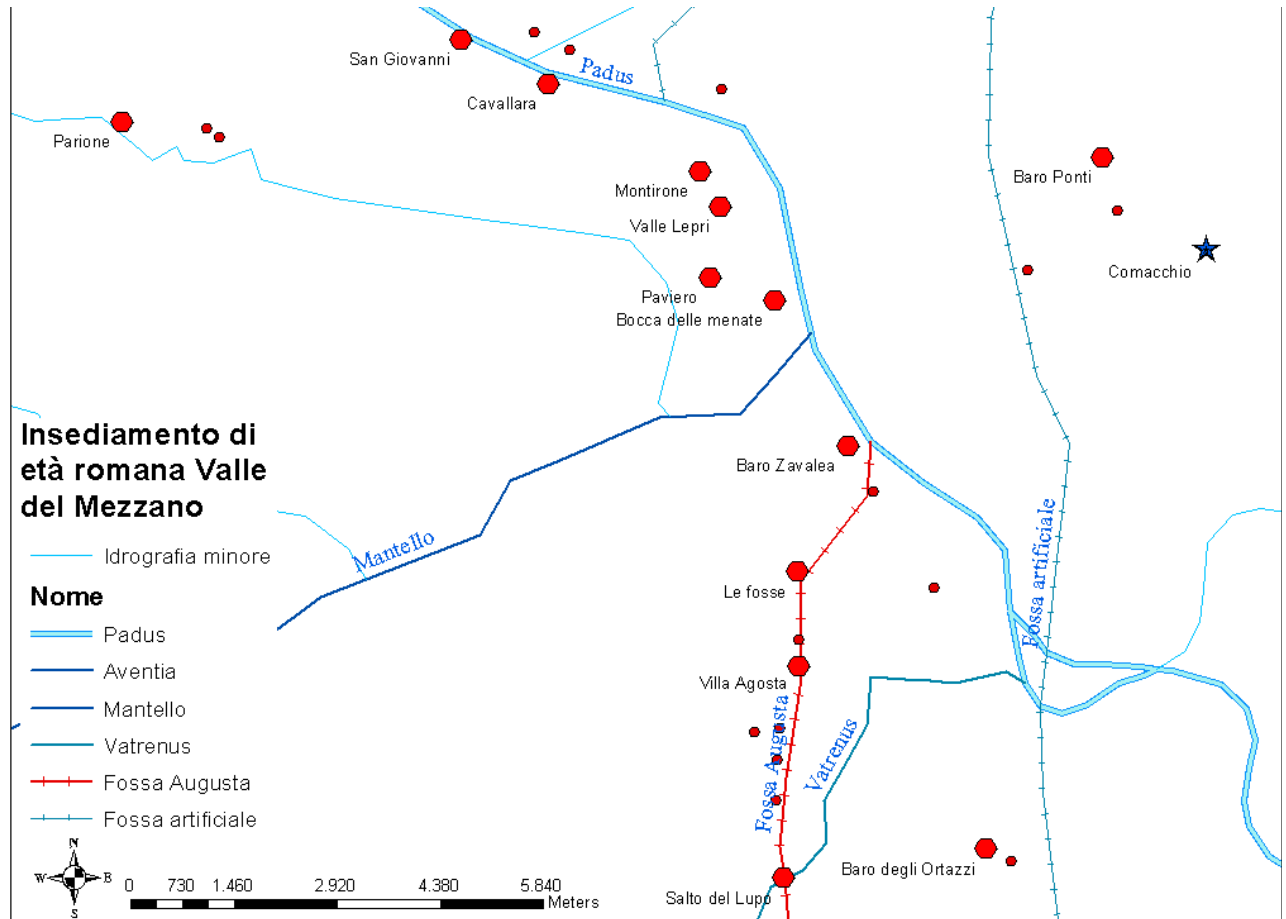 San Giovanni
Padus
Cavallara
Parione
Baro Ponti
Montirone
Valle Lepri
Comacchio
Paviero
Bocca delle menate
Insediamento di
età romana Valle
del Mezzano
Baro Zavalea
Mantello
Idrografia minore
Nome
Padus
Aventia
Mantello
Vatrenus
Fossa Augusta
Fossa artificiale
Le fosse
Fossa artificiale
Villa Agosta
Fossa Augusta
Vatrenus
Baro degli Ortazzi
Salto del Lupo
N
W E
S
0 730 1.460 2.920 4.380 5.840
Meters